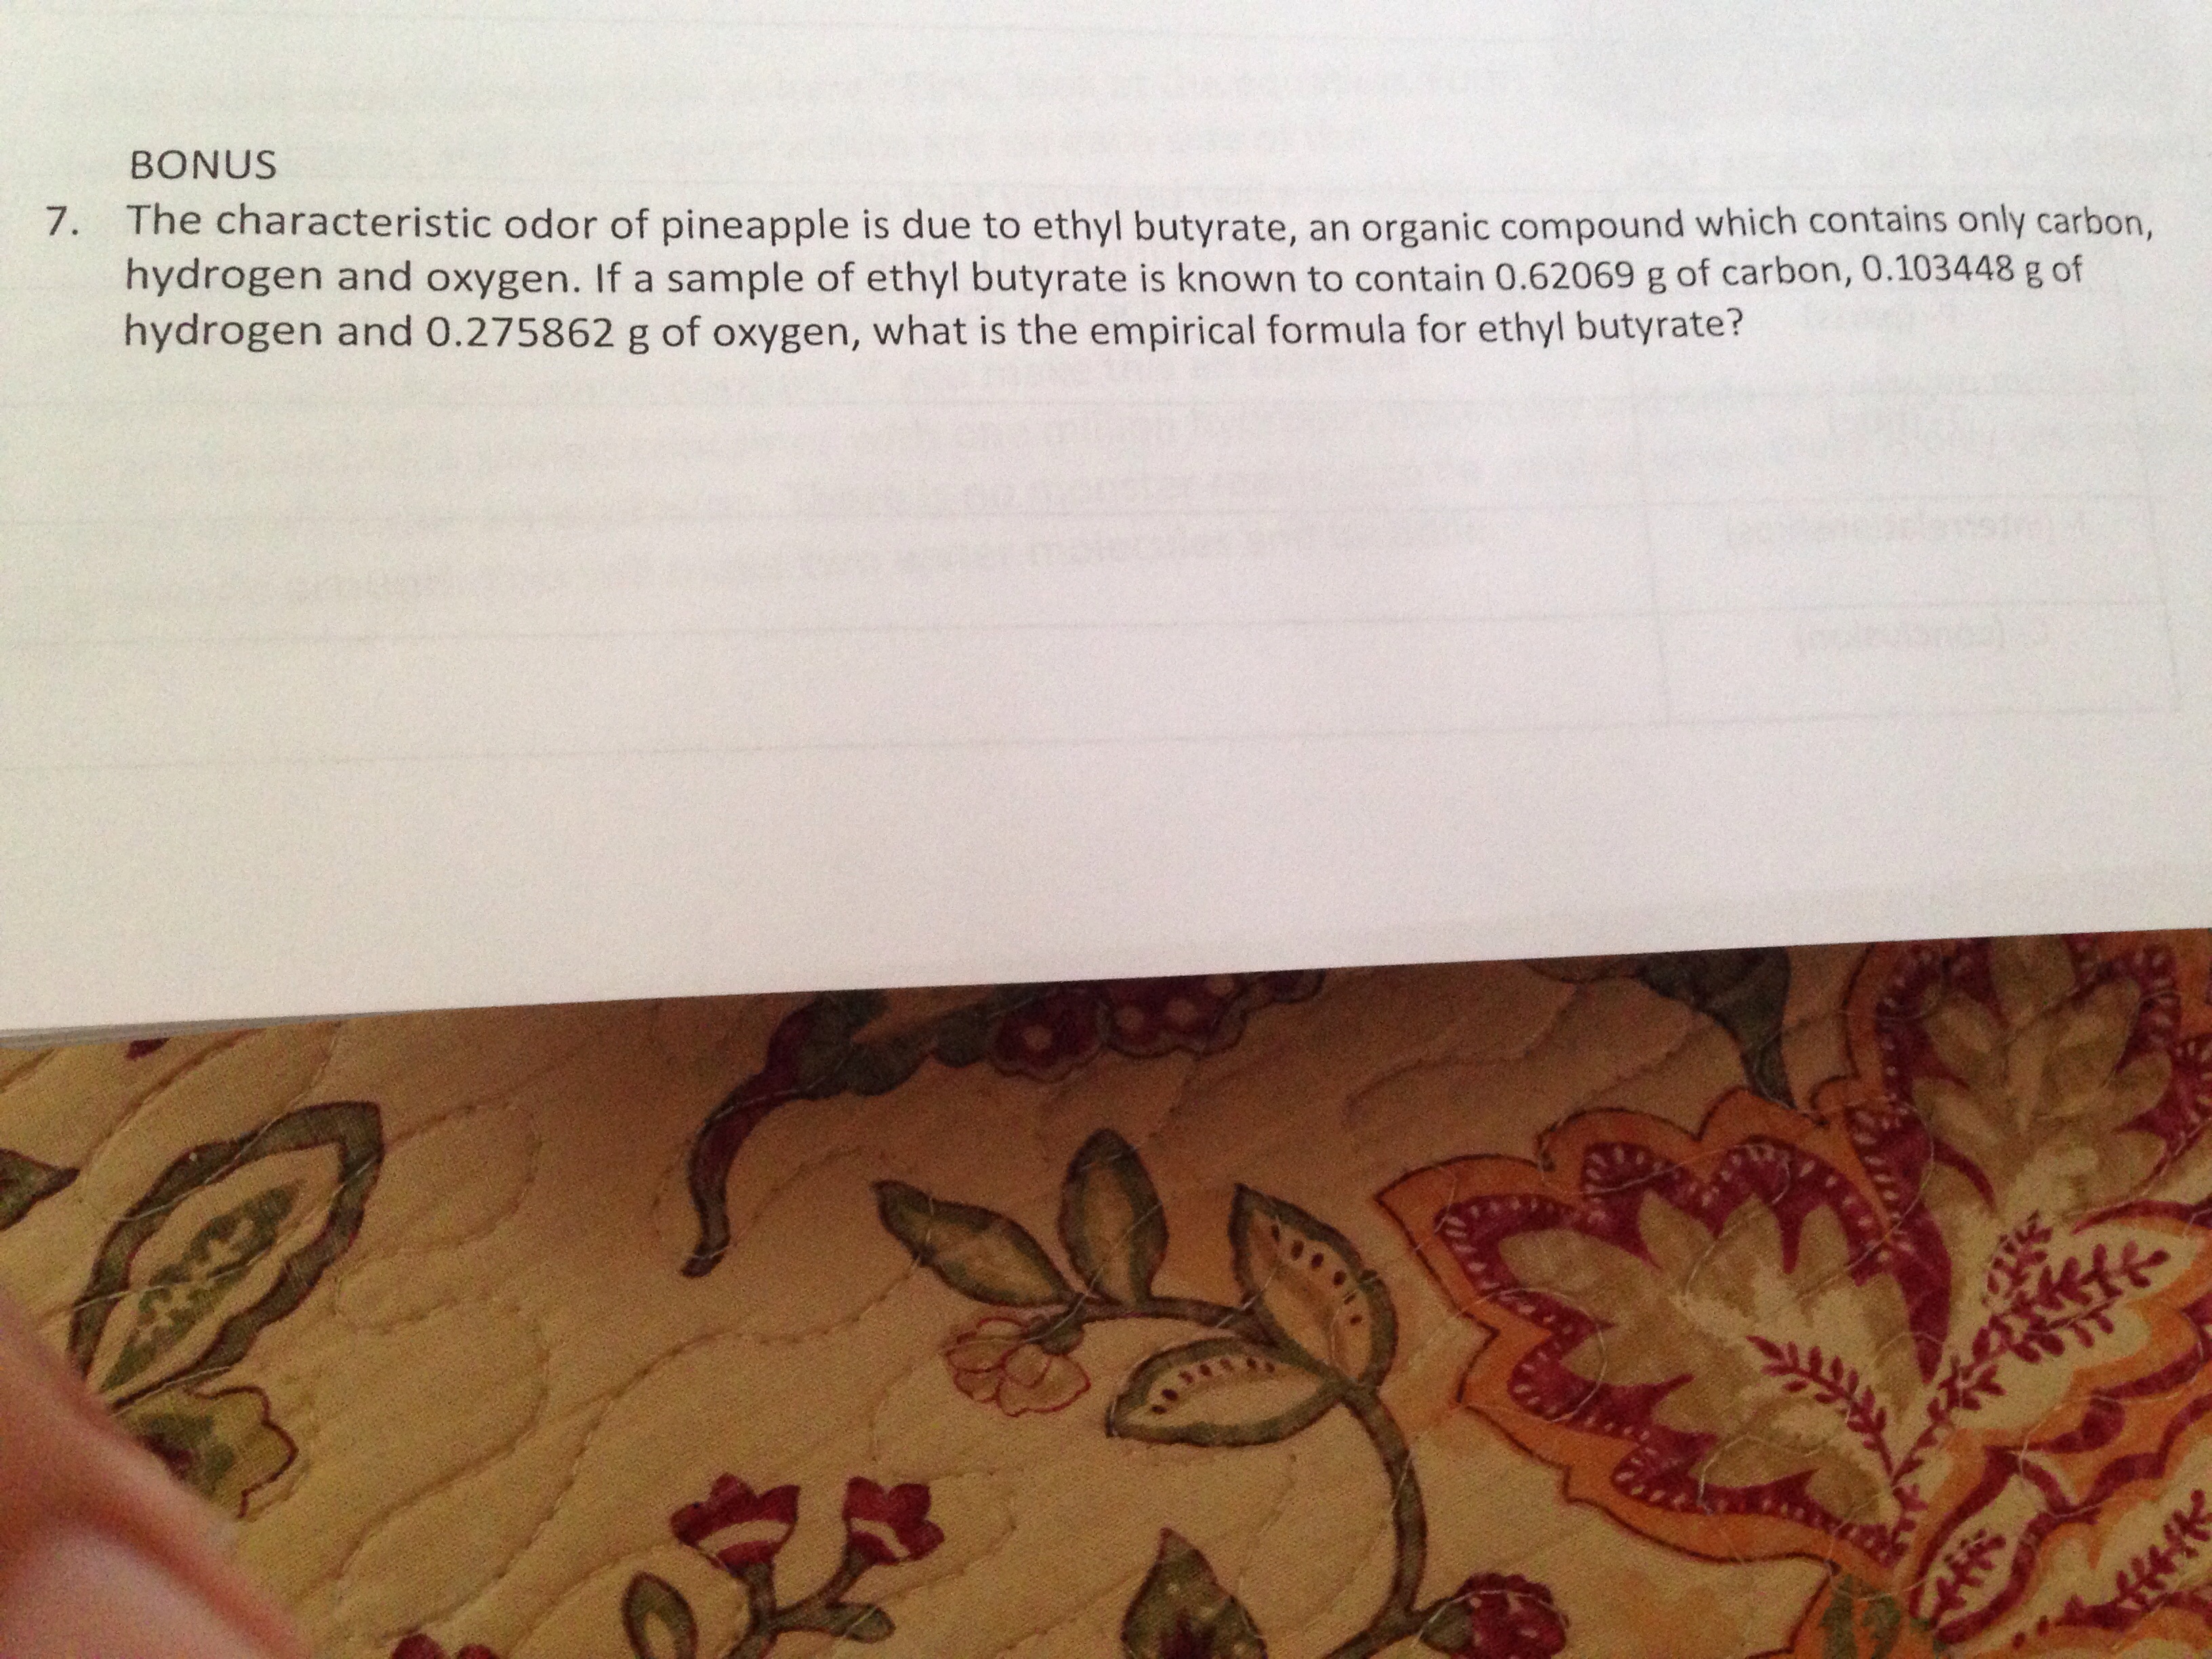 BONUS
7. The characteristic odor of pineapple is due to ethyl butyrate, an organic compound which contains only carbon,
hydrogen and oxygen. If a sample of ethyl butyrate is known to contain 0.62069 g of carbon, 0.103448 g of
hydrogen and 0.275862 g of oxygen, what is the empirical formula for ethyl butyrate?